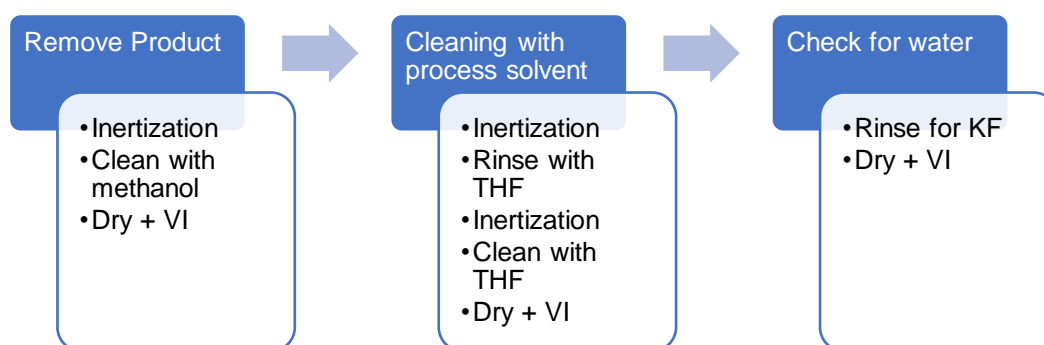 Remove Product
•Inertization
•Clean with
methanol
•Dry + VI
Cleaning with
process solvent
•Inertization
•Rinse with
THF
•Inertization
•Clean with
THF
•Dry + VI
Check for water
•Rinse for KF
•Dry + VI